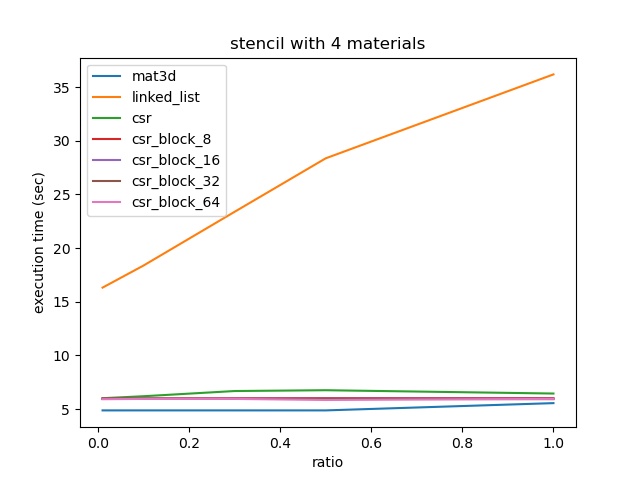 stencil with 4 materials
mat3d
linked_list
csr
csr_block_8
csr_block_16
csr_block_32
csr_block_64
execution time (sec)
35
30
25
20
15
10
5
0.0 0.2 0.4 0.6 0.8 1.0
ratio